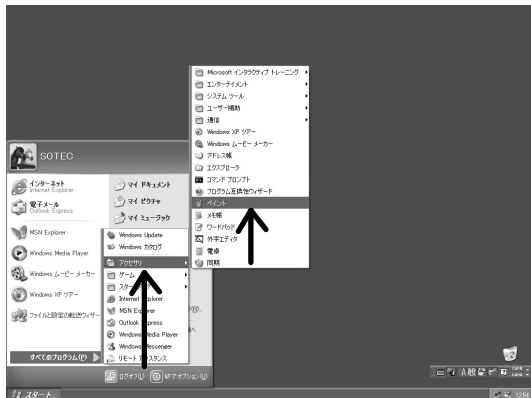 Microsoft インタラクティブ トレーニング
エンターテイメント
システム ツール
ユーザー補助
通信
Windows XP ツアー
Windows ムービー メーカー
アドレス帳
エクスプローラ
コマンド プロンプト
プログラム互換性ウィザード
ペイント
メモ帳
ワードパッド
外字エディタ
電卓
同期
SOTEC
インターネット
Internet Explorer
電子メール
Outlook Express
MSN Explorer
Windows Media Player
Windows ムービー メーカー
Windows XP ツアー
ファイルと設定の転送ウィザー
すべてのプログラム(P)
マイ ドキュメント
マイ ピクチャ
マイ ミュージック
Windows Update
Windows カタログ
アクセサリ
ゲーム
Internet Explorer
MSN Explorer
Outlook Express
Windows Media Player
Windows Messenger
リモート アシスタンス
ログオフ(L)
終了オプション(U)
スタート
A 般
CAPS
KANA
12:54